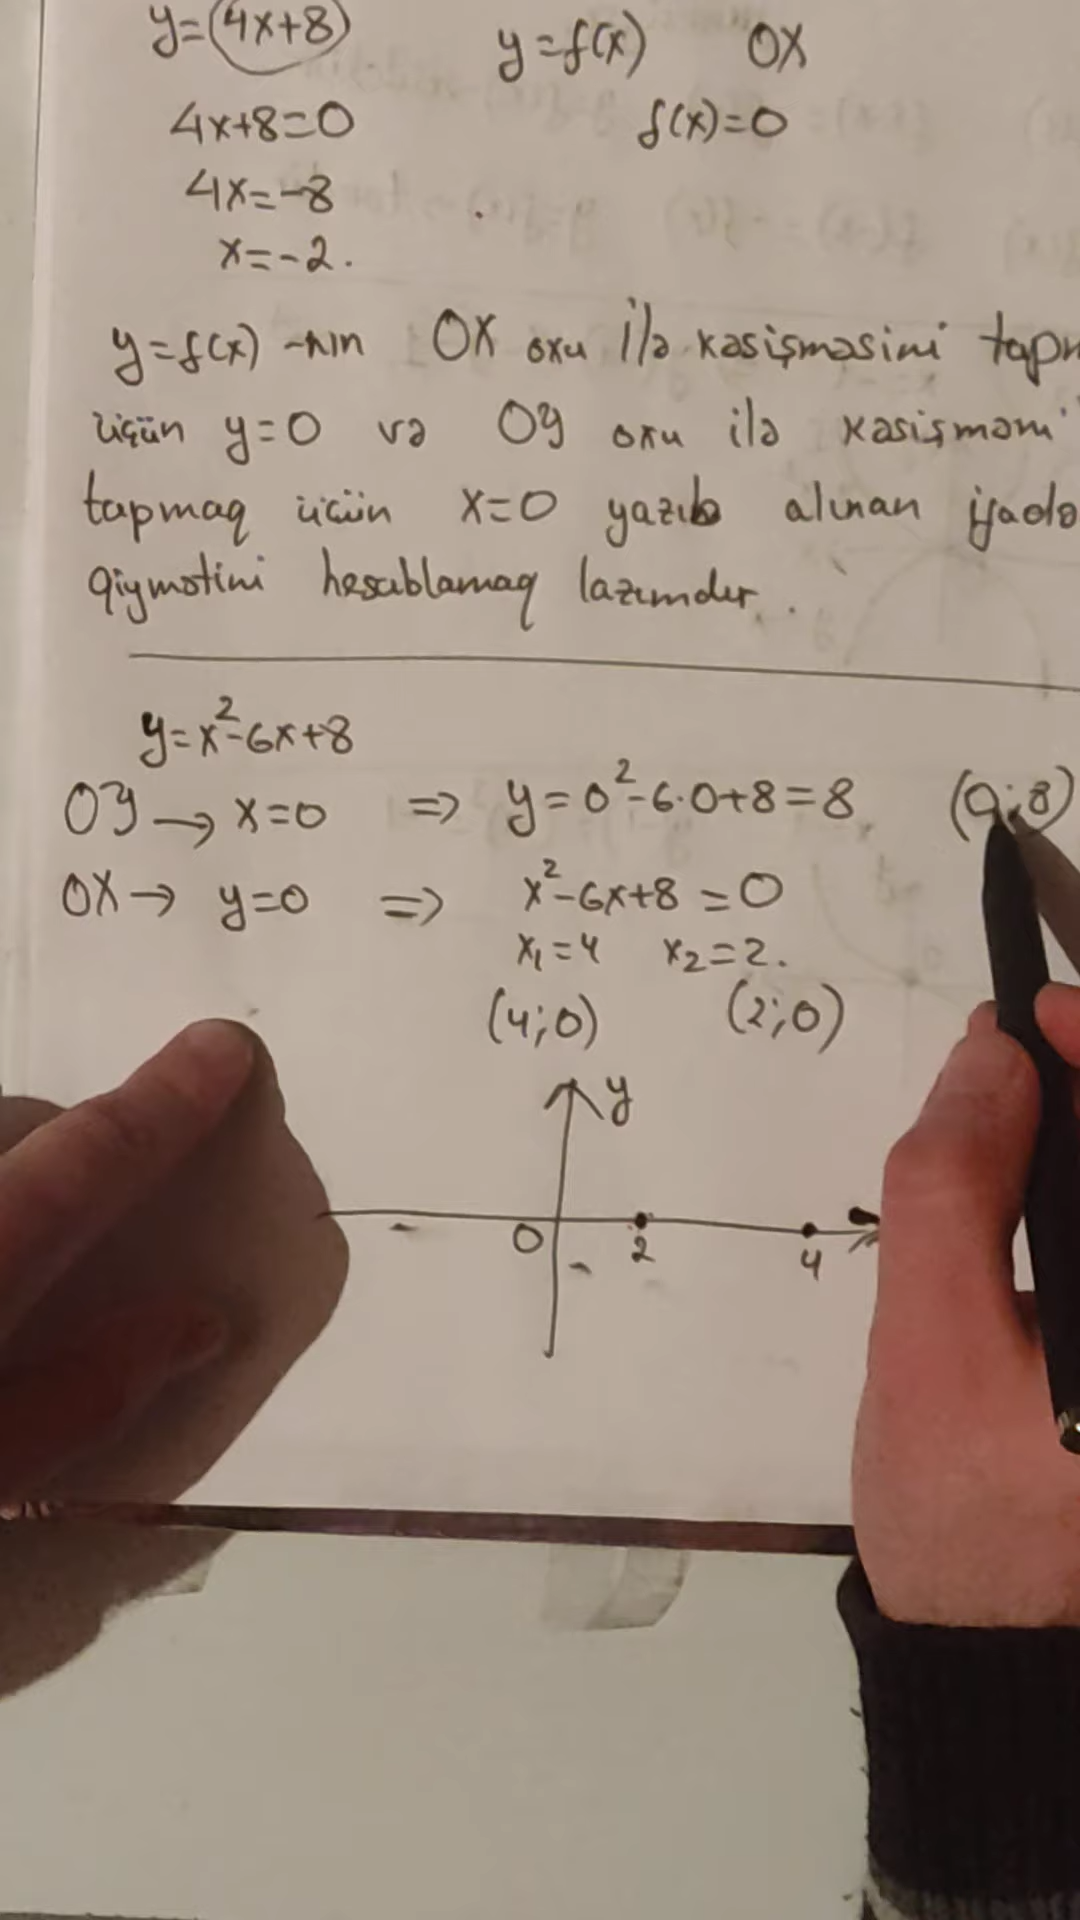 y=(4x+8) y=f(x) OX
4x+8=0 f(x)=0
4x=-8
x=-2.
y=f(x) -nın OX oxu ilə kəsişməsini
üçün y=0 və OY oxu ilə kəsişməni
tapmaq üçün x=0 yazıb alınan
qiymətini hesablamaq lazımdır.
y=x²-6x+8
OY → x=0 => y=0²-6·0+8=8 (0;8)
OX → y=0 => x²-6x+8=0
x₁=4 x₂=2.
(4;0) (2;0)
y
0 2 4